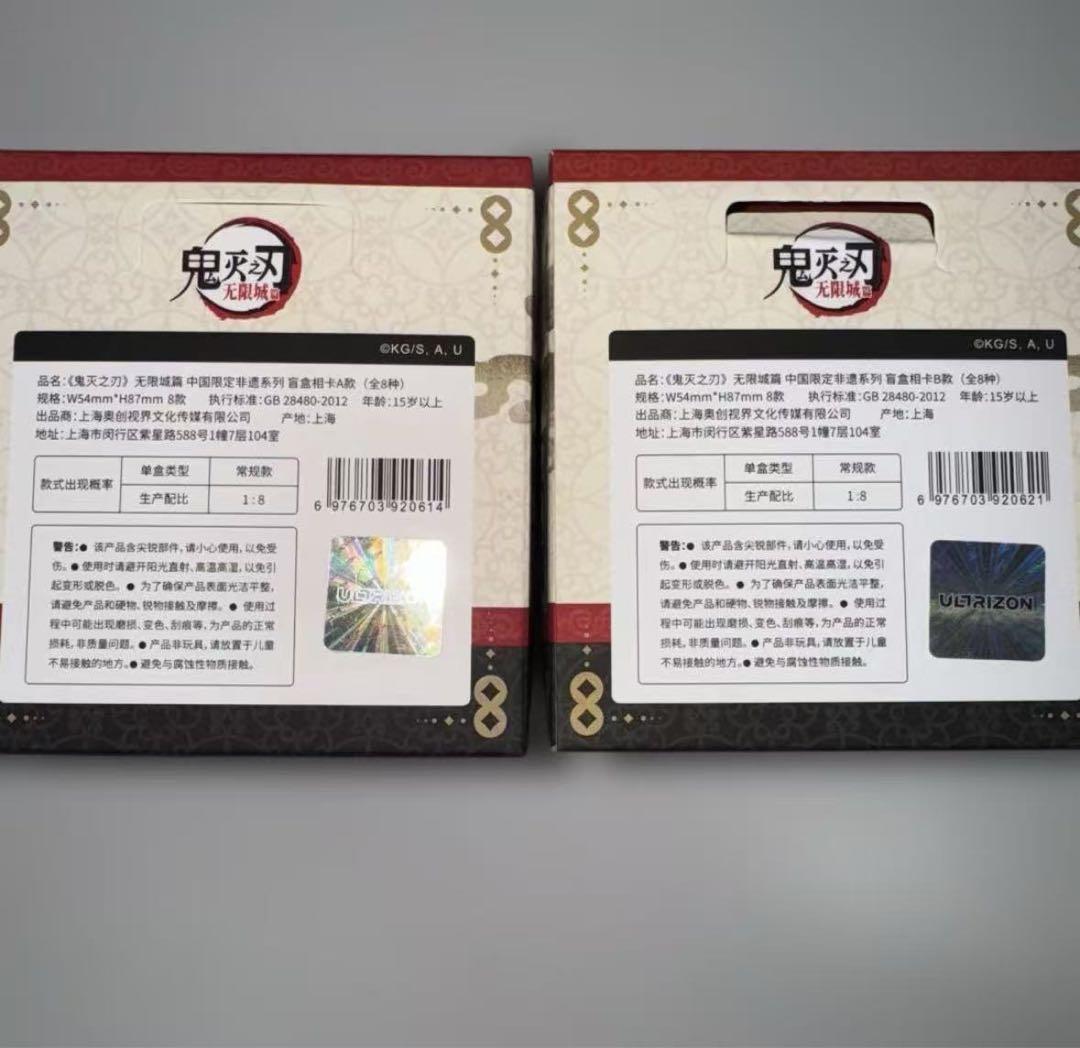 鬼灭之刃
无限城篇
©KG/S, A, U
品名:《鬼灭之刃》无限城篇 中国限定非遗系列 盲盒相卡A款（全8种）
规格:W54mm*H87mm 8款 执行标准:GB 28480-2012 年龄:15岁以上
出品商:上海奥创视界文化传媒有限公司 产地:上海
地址:上海市闵行区紫星路588号1幢7层104室
款式出现概率
单盒类型 常规款
生产配比 1:8
6 976703 920614
警告:● 该产品含尖锐部件,请小心使用,以免受
伤。● 使用时请避开阳光直射、高温高湿,以免引
起变形或脱色。● 为了确保产品表面光洁平整,
请避免产品和硬物、锐物接触及摩擦。● 使用过
程中可能出现磨损、变色、刮痕等,为产品的正常
损耗,非质量问题。● 产品非玩具,请放置于儿童
不易接触的地方。● 避免与腐蚀性物质接触。
ULTRIZON
鬼灭之刃
无限城篇
©KG/S, A, U
品名:《鬼灭之刃》无限城篇 中国限定非遗系列 盲盒相卡B款（全8种）
规格:W54mm*H87mm 8款 执行标准:GB 28480-2012 年龄:15岁以上
出品商:上海奥创视界文化传媒有限公司 产地:上海
地址:上海市闵行区紫星路588号1幢7层104室
款式出现概率
单盒类型 常规款
生产配比 1:8
6 976703 920621
警告:● 该产品含尖锐部件,请小心使用,以免受
伤。● 使用时请避开阳光直射、高温高湿,以免引
起变形或脱色。● 为了确保产品表面光洁平整,
请避免产品和硬物、锐物接触及摩擦。● 使用过
程中可能出现磨损、变色、刮痕等,为产品的正常
损耗,非质量问题。● 产品非玩具,请放置于儿童
不易接触的地方。● 避免与腐蚀性物质接触。
ULTRIZON